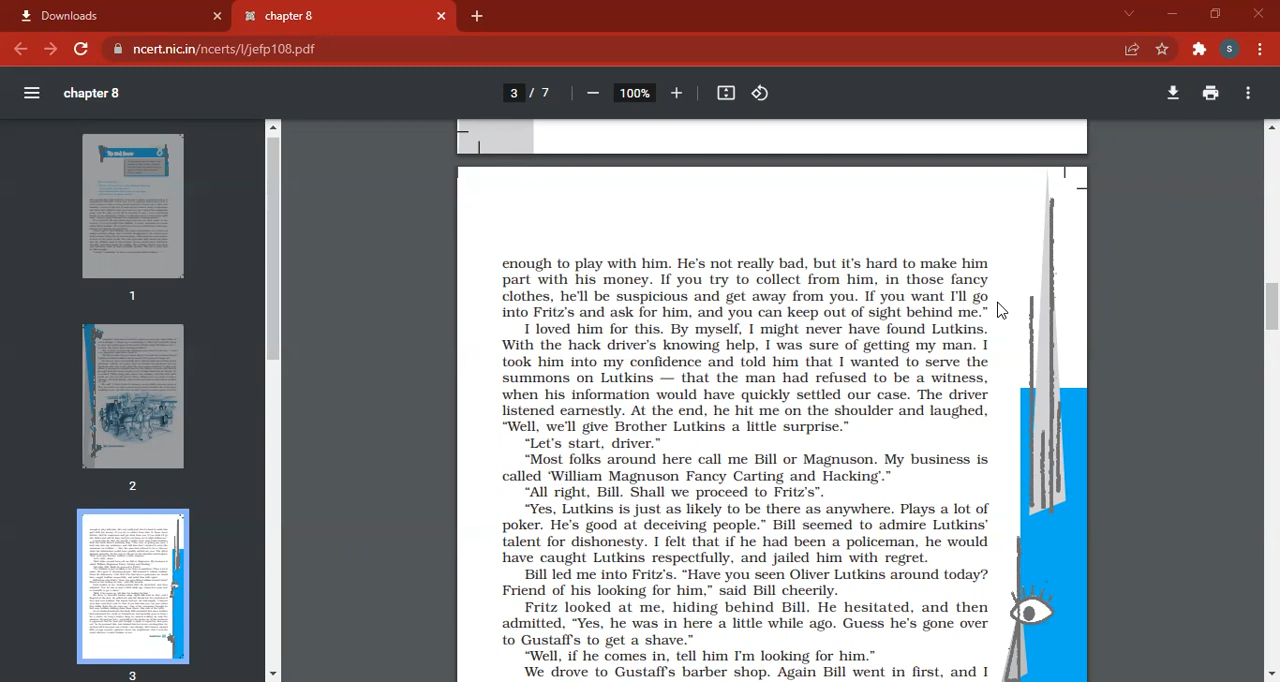 Downloads
chapter 8
ncert.nic.in/ncerts/l/jefp108.pdf
S
chapter 8
3 / 7
100%
1
2
3
enough to play with him. He's not really bad, but it's hard to make him
part with his money. If you try to collect from him, in those fancy
clothes, he'll be suspicious and get away from you. If you want I'll go
into Fritz's and ask for him, and you can keep out of sight behind me."
I loved him for this. By myself, I might never have found Lutkins.
With the hack driver's knowing help, I was sure of getting my man. I
took him into my confidence and told him that I wanted to serve the
summons on Lutkins — that the man had refused to be a witness,
when his information would have quickly settled our case. The driver
listened earnestly. At the end, he hit me on the shoulder and laughed,
"Well, we'll give Brother Lutkins a little surprise."
"Let's start, driver."
"Most folks around here call me Bill or Magnuson. My business is
called 'William Magnuson Fancy Carting and Hacking'."
"All right, Bill. Shall we proceed to Fritz's".
"Yes, Lutkins is just as likely to be there as anywhere. Plays a lot of
poker. He's good at deceiving people." Bill seemed to admire Lutkins'
talent for dishonesty. I felt that if he had been a policeman, he would
have caught Lutkins respectfully, and jailed him with regret.
Bill led me into Fritz's. "Have you seen Oliver Lutkins around today?
Friend of his looking for him," said Bill cheerily.
Fritz looked at me, hiding behind Bill. He hesitated, and then
admitted, "Yes, he was in here a little while ago. Guess he's gone over
to Gustaff's to get a shave."
"Well, if he comes in, tell him I'm looking for him."
We drove to Gustaff's barber shop. Again Bill went in first, and I